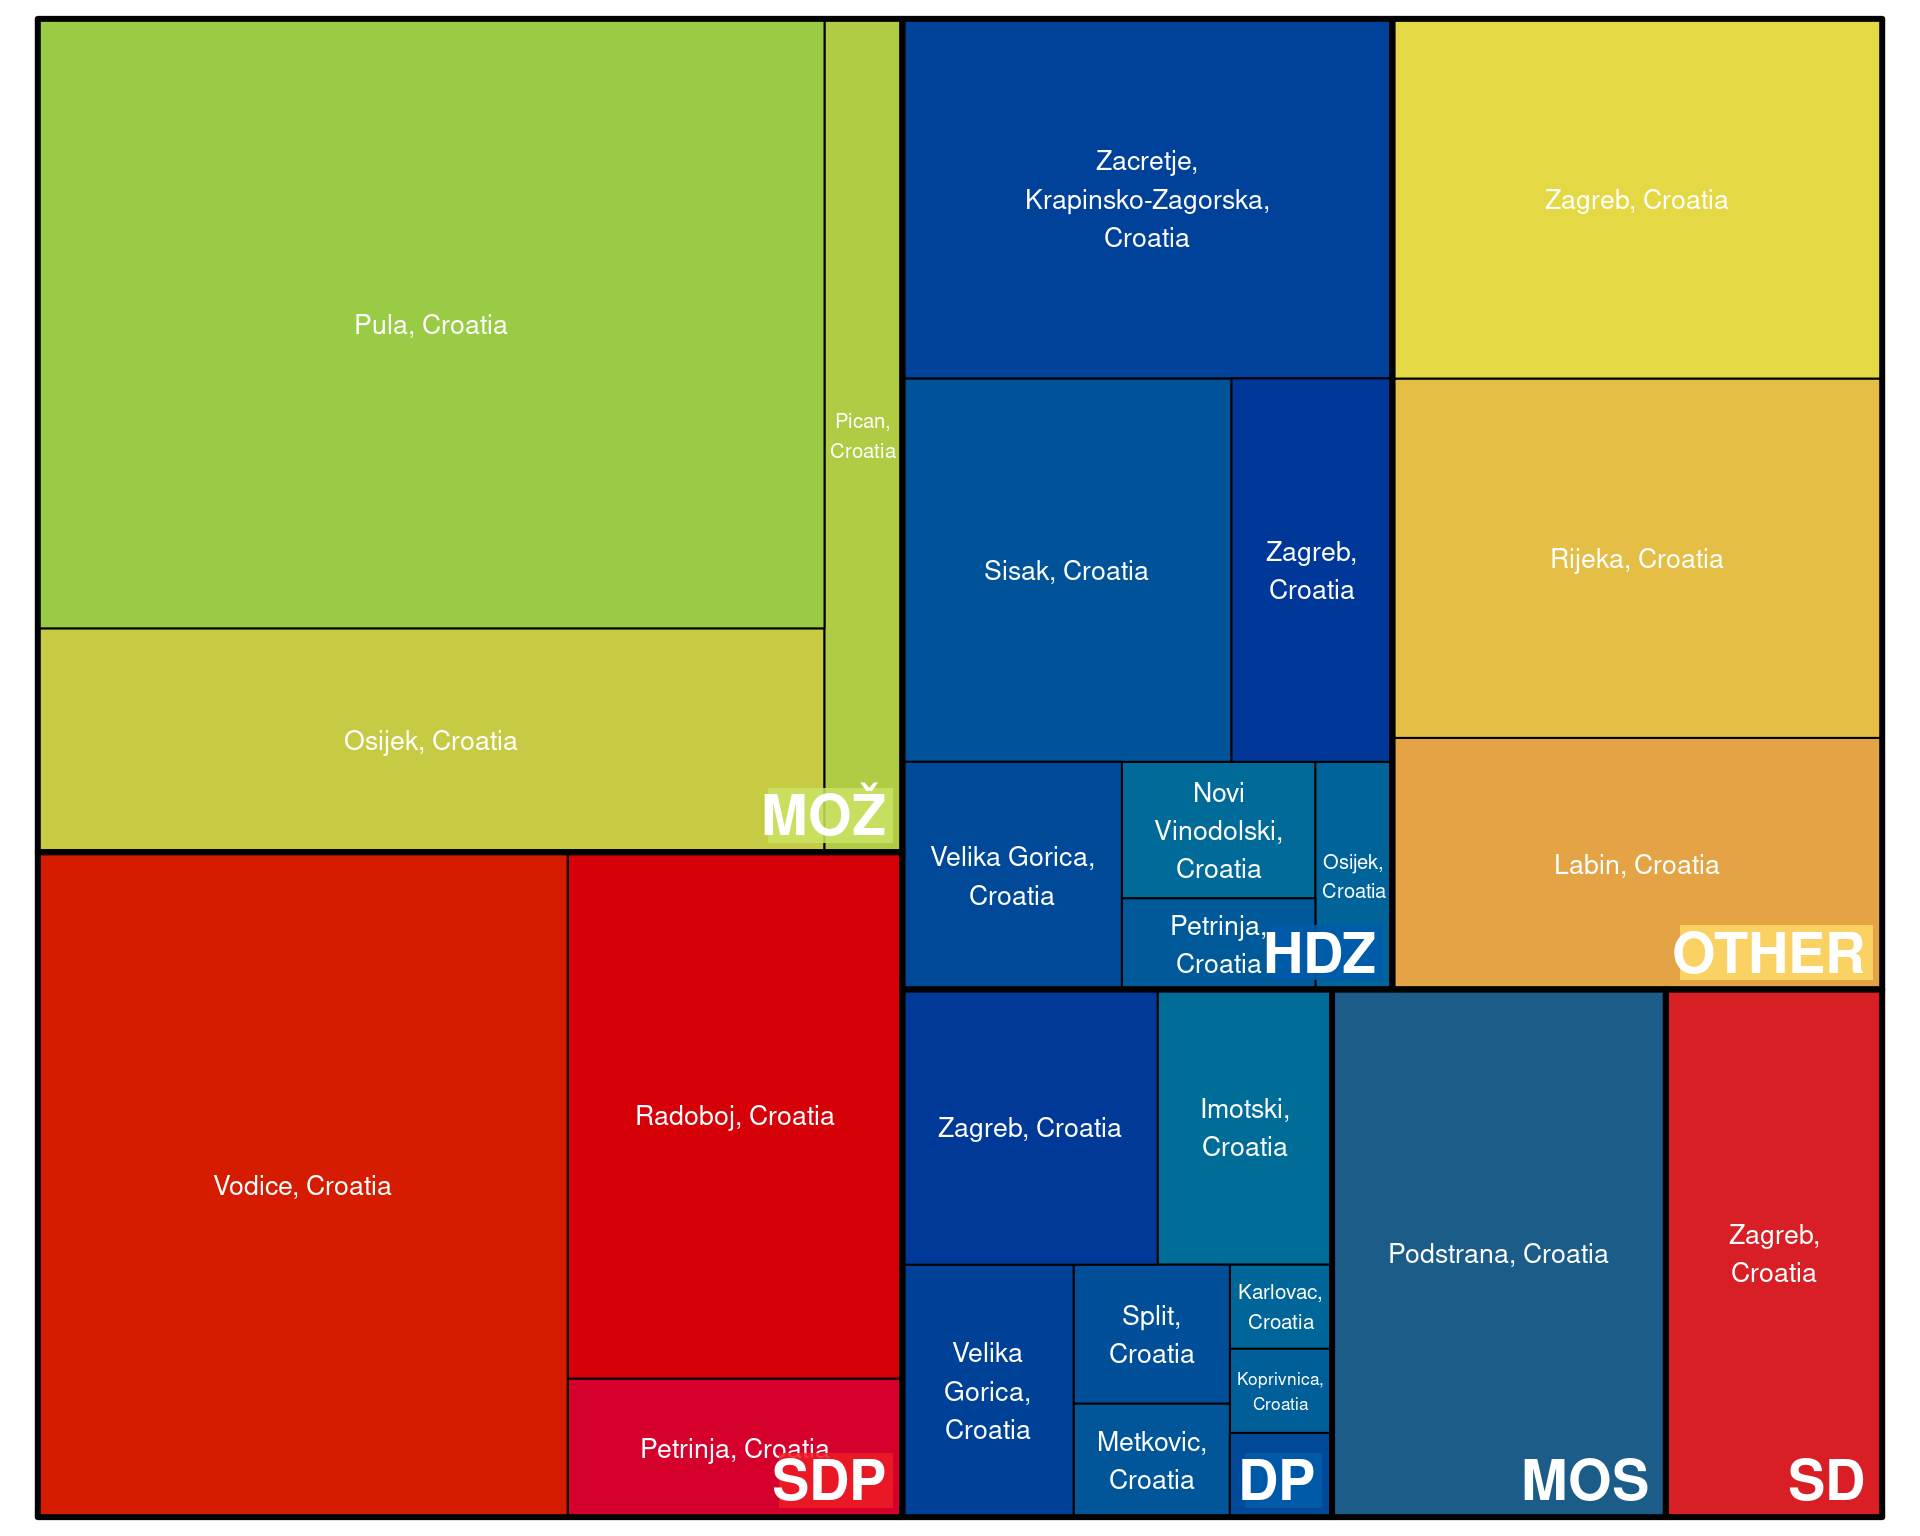 Pula, Croatia
Pican,
Croatia
Osijek, Croatia
MOŽ
Zacretje,
Krapinsko-Zagorska,
Croatia
Sisak, Croatia
Zagreb,
Croatia
Velika Gorica,
Croatia
Novi
Vinodolski,
Croatia
Petrinja,
Croatia
Osijek,
Croatia
HDZ
Zagreb, Croatia
Rijeka, Croatia
Labin, Croatia
OTHER
Vodice, Croatia
Radoboj, Croatia
Petrinja, Croatia
SDP
Zagreb, Croatia
Imotski,
Croatia
Velika
Gorica,
Croatia
Split,
Croatia
Metkovic,
Croatia
Karlovac,
Croatia
Koprivnica,
Croatia
DP
Podstrana, Croatia
MOS
Zagreb,
Croatia
SD